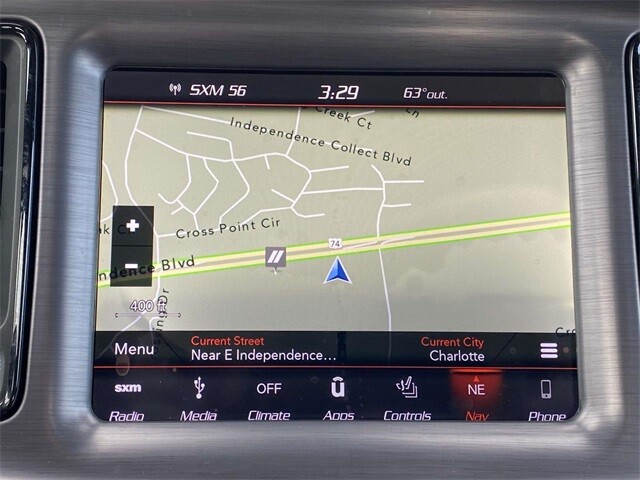 SXM 56 3:29 63°out.
Creek Ct
Ln
Independence Collect Blvd
Cross Point Cir
74
+
ndence Blvd
−
400 ft
Menu
Current Street
Near E Independence...
Current City
Charlotte
sxm OFF NE
Radio Media Climate Apps Controls Nav Phone